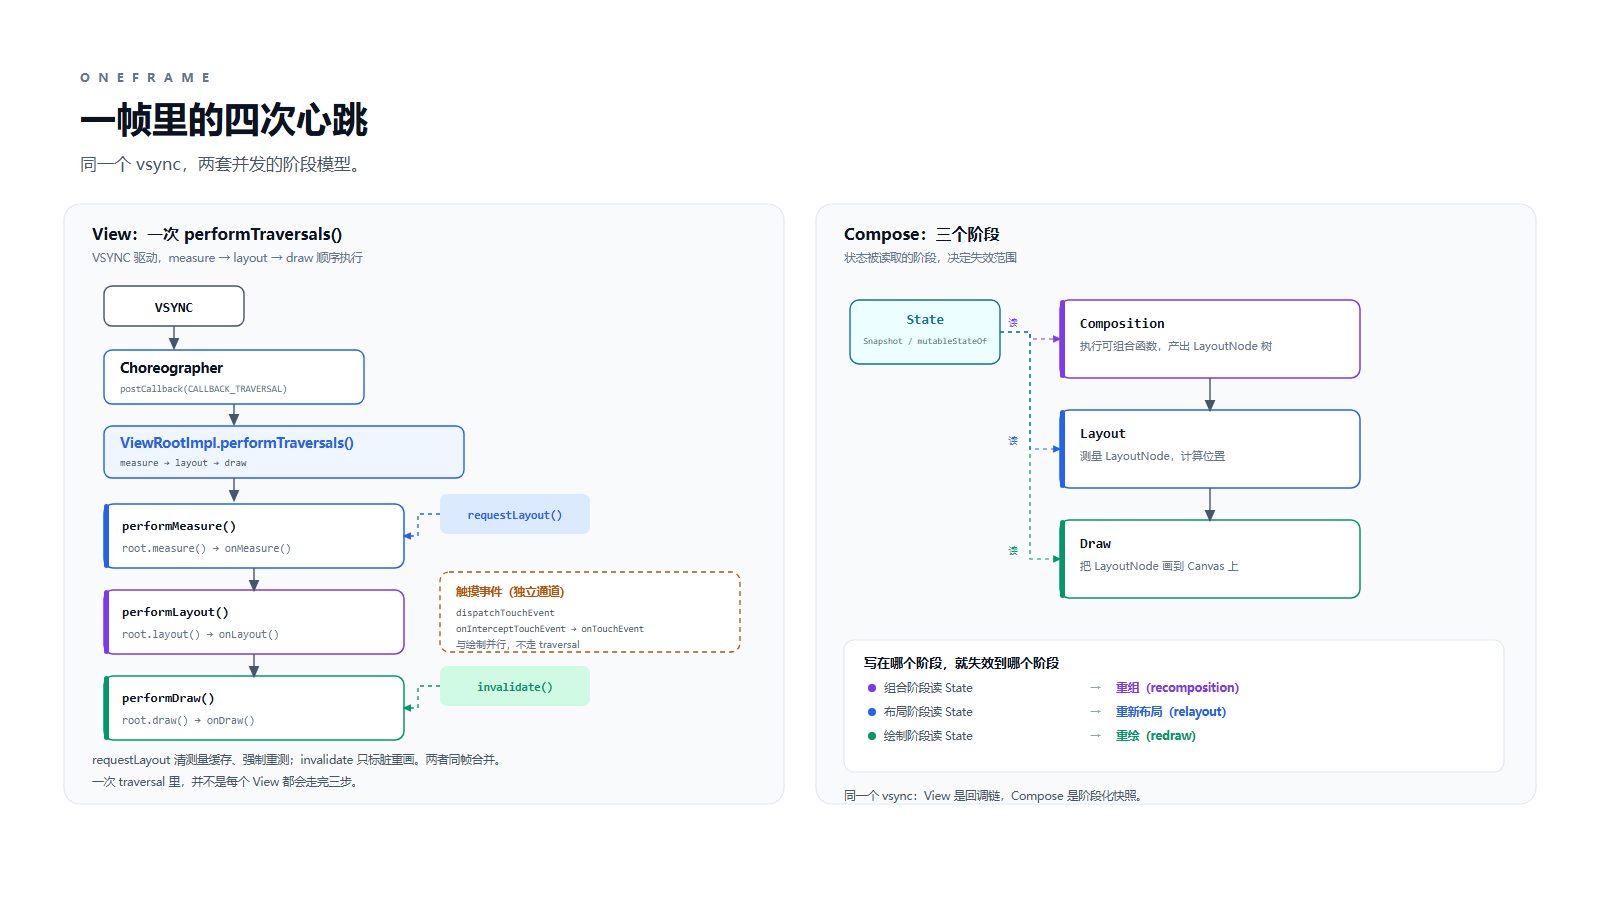 ONEFRAME
一帧里的四次心跳
同一个 vsync，两套并发的阶段模型。
View：一次 performTraversals()
VSYNC 驱动，measure → layout → draw 顺序执行
VSYNC
Choreographer
postCallback(CALLBACK_TRAVERSAL)
ViewRootImpl.performTraversals()
measure → layout → draw
performMeasure()
root.measure() → onMeasure()
requestLayout()
performLayout()
root.layout() → onLayout()
触摸事件（独立通道）
dispatchTouchEvent
onInterceptTouchEvent → onTouchEvent
与绘制并行，不走 traversal
performDraw()
root.draw() → onDraw()
invalidate()
requestLayout 清测量缓存、强制重测；invalidate 只标脏重画。两者同帧合并。
一次 traversal 里，并不是每个 View 都会走完三步。
Compose：三个阶段
状态被读取的阶段，决定失效范围
State
Snapshot / mutableStateOf
读
Composition
执行可组合函数，产出 LayoutNode 树
读
Layout
测量 LayoutNode，计算位置
读
Draw
把 LayoutNode 画到 Canvas 上
写在哪个阶段，就失效到哪个阶段
组合阶段读 State → 重组（recomposition）
布局阶段读 State → 重新布局（relayout）
绘制阶段读 State → 重绘（redraw）
同一个 vsync：View 是回调链，Compose 是阶段化快照。